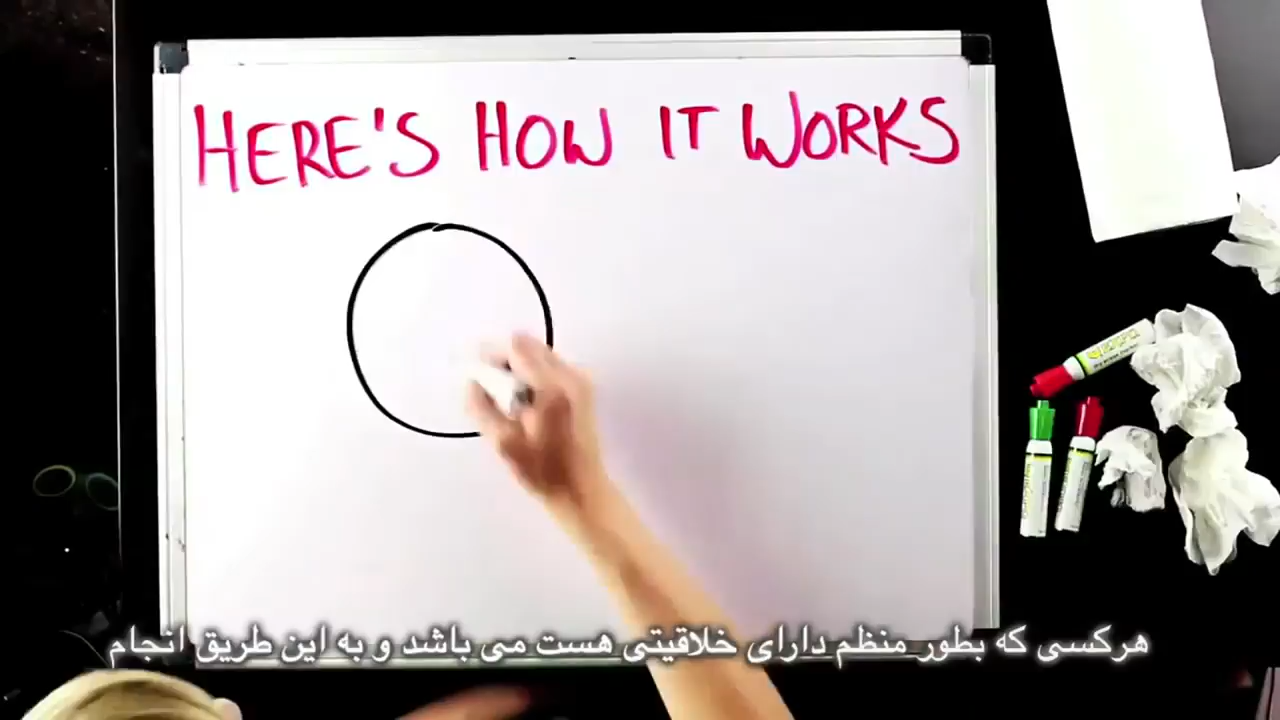 HERE'S HOW IT WORKS
هرکسی که بطور منظم دارای خلاقیتی هست می باشد و به این طریق انجام